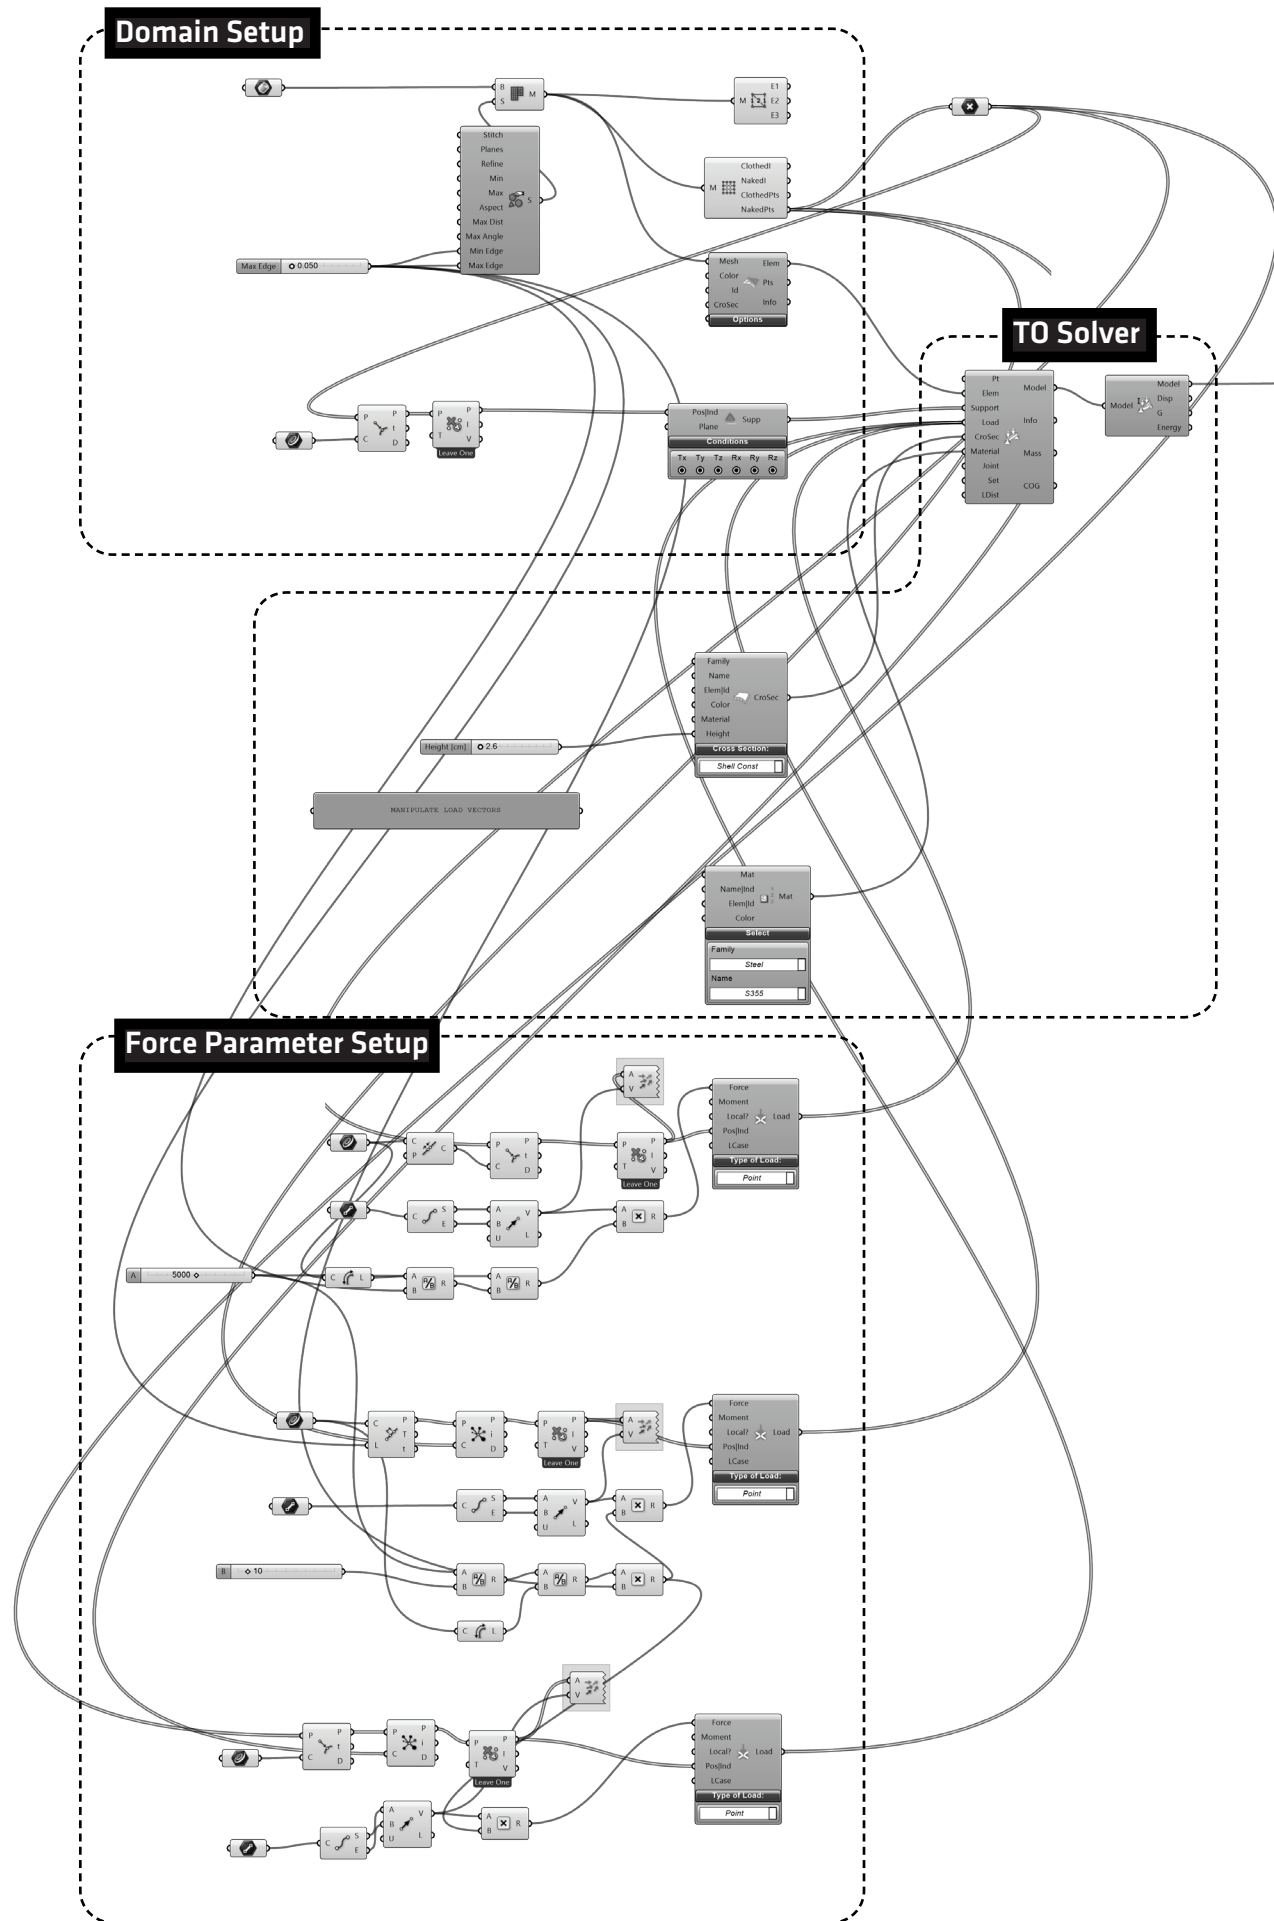 Domain Setup
B
S
M
M
E1
E2
E3
Stitch
Planes
Refine
Min
Max
Aspect
Max Dist
Max Angle
Min Edge
Max Edge
S
M
ClothedI
NakedI
ClothedPts
NakedPts
Max Edge 0.050
Mesh
Color
Id
CroSec
Elem
Pts
Info
Options
P
C
P
t
D
P
T
P
I
V
Leave One
Pos|Ind
Plane
Supp
Conditions
Tx Ty Tz Rx Ry Rz
TO Solver
Pt
Elem
Support
Load
CroSec
Material
Joint
Set
LDist
Model
Info
Mass
COG
Model
Model
Disp
G
Energy
Family
Name
Elem|Id
Color
Material
Height
CroSec
Cross Section:
Shell Const
Height [cm] 2.6
MANIPULATE LOAD VECTORS
Mat
Name|Ind
Elem|Id
Color
Mat
Select
Family
Steel
Name
S355
Force Parameter Setup
A
V
C
P
C
P
C
P
t
D
P
T
P
I
V
Leave One
Force
Moment
Local?
Pos|Ind
LCase
Load
Type of Load:
Point
C
S
E
A
B
U
V
L
A
B
R
A 5000
C L
A
B
A/B
R
A
B
A/B
R
C
L
P
T
t
P
C
P
i
D
P
T
P
I
V
Leave One
A
V
Force
Moment
Local?
Pos|Ind
LCase
Load
Type of Load:
Point
C
S
E
A
B
U
V
L
A
B
R
B 10
A
B
A/B
R
A
B
A/B
R
A
B
R
C L
A
V
P
C
P
t
D
P
C
P
i
D
P
T
P
I
V
Leave One
Force
Moment
Local?
Pos|Ind
LCase
Load
Type of Load:
Point
C
S
E
A
B
U
V
L
A
B
R